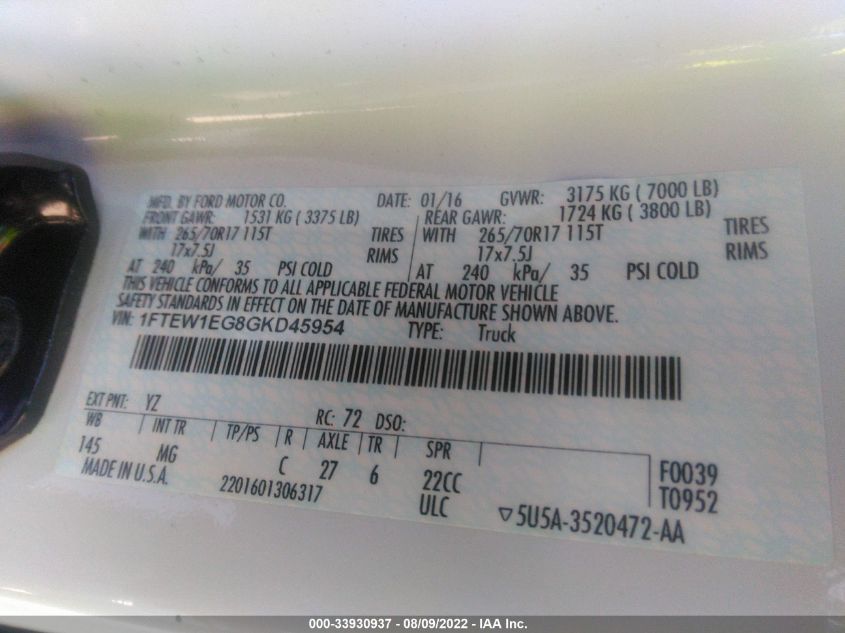 MFD. BY FORD MOTOR CO. DATE: 01/16 GVWR: 3175 KG ( 7000 LB)
FRONT GAWR: 1531 KG ( 3375 LB) REAR GAWR: 1724 KG ( 3800 LB)
WITH 265/70R17 115T TIRES WITH 265/70R17 115T TIRES
17x7.5J RIMS 17x7.5J RIMS
AT 240 kPa/ 35 PSI COLD AT 240 kPa/ 35 PSI COLD
THIS VEHICLE CONFORMS TO ALL APPLICABLE FEDERAL MOTOR VEHICLE
SAFETY STANDARDS IN EFFECT ON THE DATE OF MANUFACTURE SHOWN ABOVE.
VIN: 1FTEW1EG8GKD45954 TYPE: Truck
EXT PNT: YZ RC: 72 DSO:
WB INT TR TP/PS R AXLE TR SPR
145 MG C 27 6 22CC F0039
MADE IN U.S.A. 2201601306317 ULC T0952
5U5A-3520472-AA
000-33930937 - 08/09/2022 - IAA Inc.